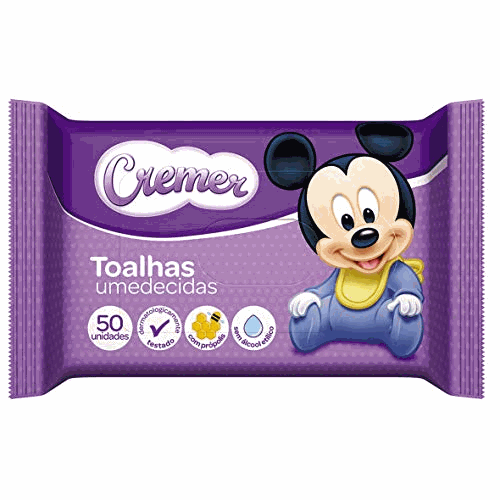 Cremer
Toalhas
umedecidas
50
unidades
dermatologicamente
testado
com própolis
sem álcool etílico